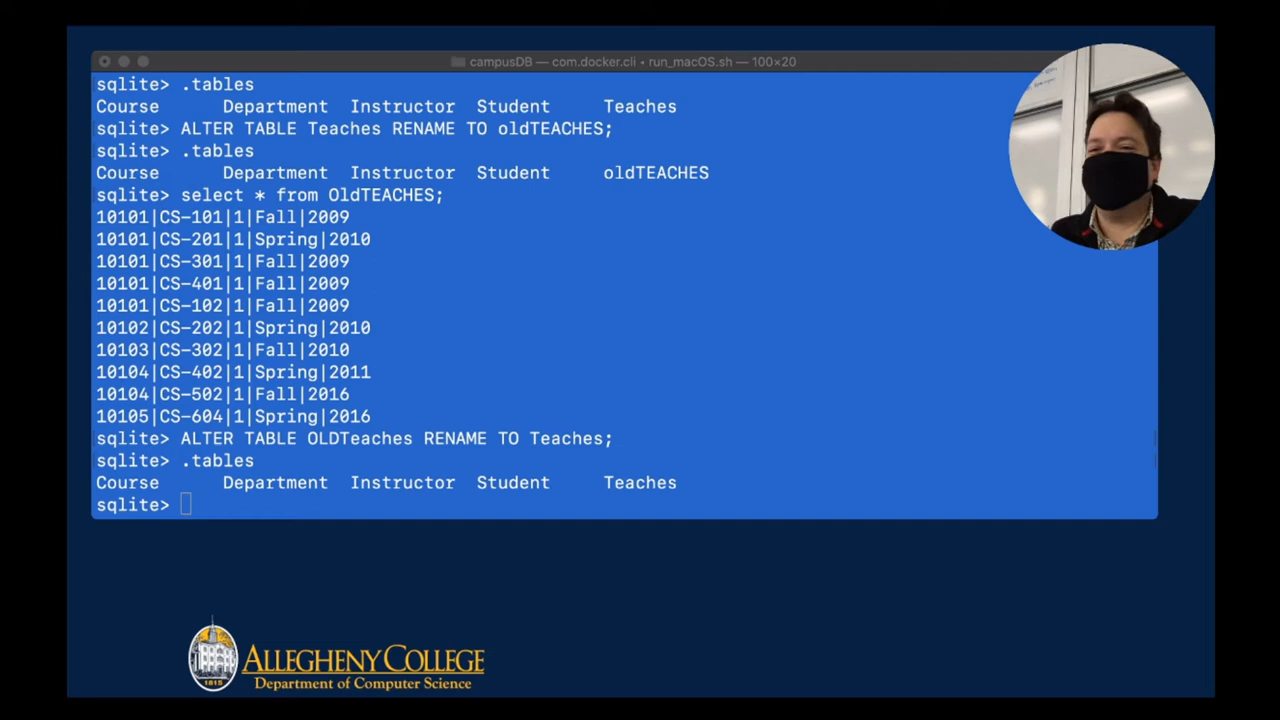 campusDB — com.docker.cli • run_macOS.sh — 100×20
sqlite> .tables
Course      Department  Instructor  Student     Teaches
sqlite> ALTER TABLE Teaches RENAME TO oldTEACHES;
sqlite> .tables
Course      Department  Instructor  Student     oldTEACHES
sqlite> select * from OldTEACHES;
10101|CS-101|1|Fall|2009
10101|CS-201|1|Spring|2010
10101|CS-301|1|Fall|2009
10101|CS-401|1|Fall|2009
10101|CS-102|1|Fall|2009
10102|CS-202|1|Spring|2010
10103|CS-302|1|Fall|2010
10104|CS-402|1|Spring|2011
10104|CS-502|1|Fall|2016
10105|CS-604|1|Spring|2016
sqlite> ALTER TABLE OLDTeaches RENAME TO Teaches;
sqlite> .tables
Course      Department  Instructor  Student     Teaches
sqlite>
1815
ALLEGHENY COLLEGE
Department of Computer Science